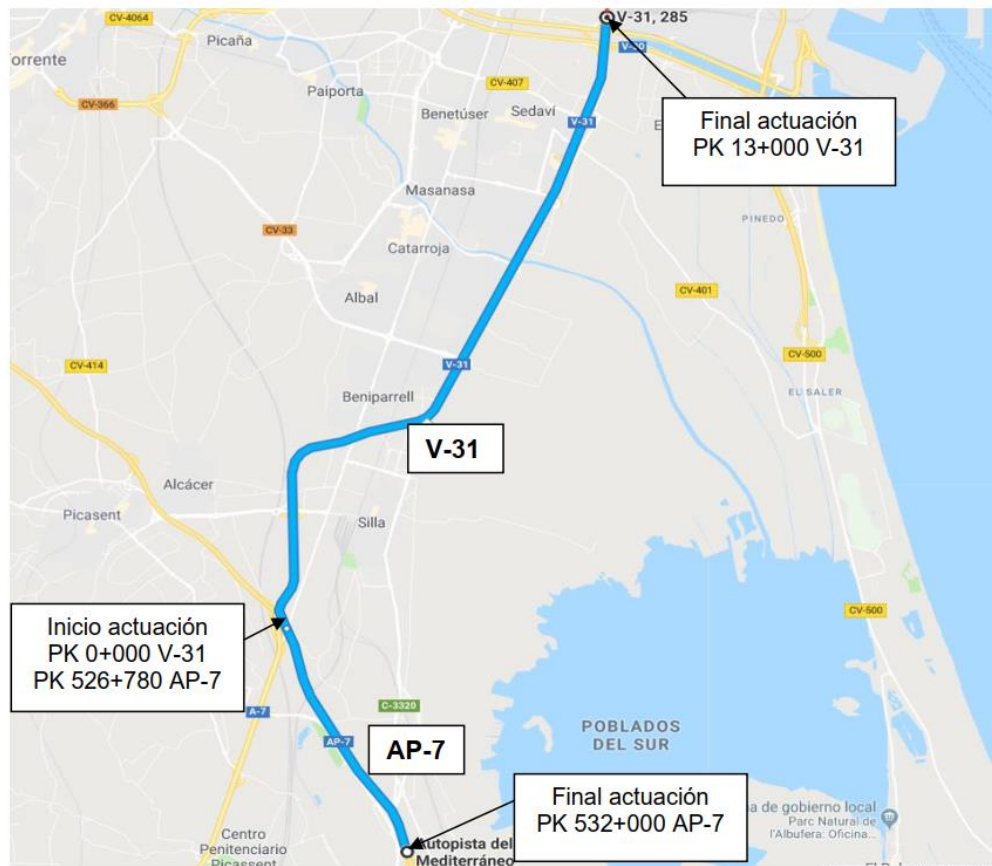 CV-4064
Picaña
V-31, 285
V-30
orrente
CV-366
Paiporta
CV-407
Benetúser
Sedaví
V-31
Final actuación
PK 13+000 V-31
Masanasa
PINEDO
CV-33
Catarroja
Albal
CV-401
CV-414
V-31
CV-500
Beniparrell
EL SALER
V-31
Alcácer
Picasent
Silla
Inicio actuación
PK 0+000 V-31
PK 526+780 AP-7
CV-500
A-7
C-3320
AP-7
AP-7
POBLADOS
DEL SUR
Final actuación
PK 532+000 AP-7
a de gobierno local
Parc Natural de
l'Albufera: Oficina...
Centro
Penitenciario
Picassent
Autopista del
Mediterráneo